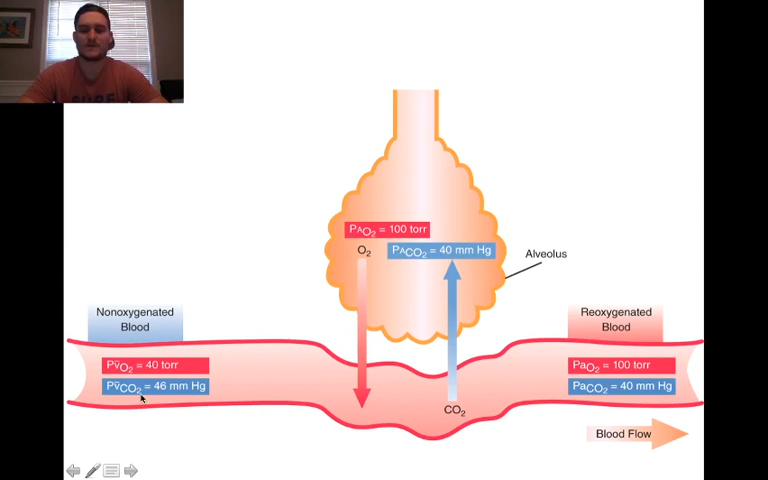 PAO₂ = 100 torr
O₂
PACO₂ = 40 mm Hg
Alveolus
Nonoxygenated
Blood
Reoxygenated
Blood
Pv̄O₂ = 40 torr
Pv̄CO₂ = 46 mm Hg
PaO₂ = 100 torr
PaCO₂ = 40 mm Hg
CO₂
Blood Flow